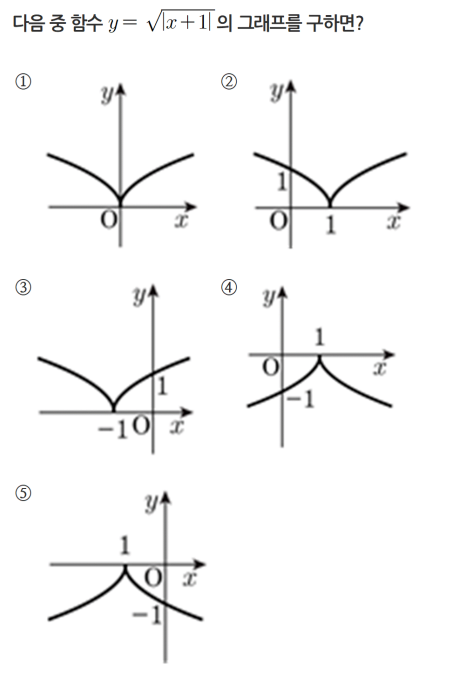 다음 중 함수 y = √|x+1| 의 그래프를 구하면?
① ②
y y
1
O x O 1 x
③ ④
y y
1
1 O x
−1 O x −1
⑤
y
1
O x
−1